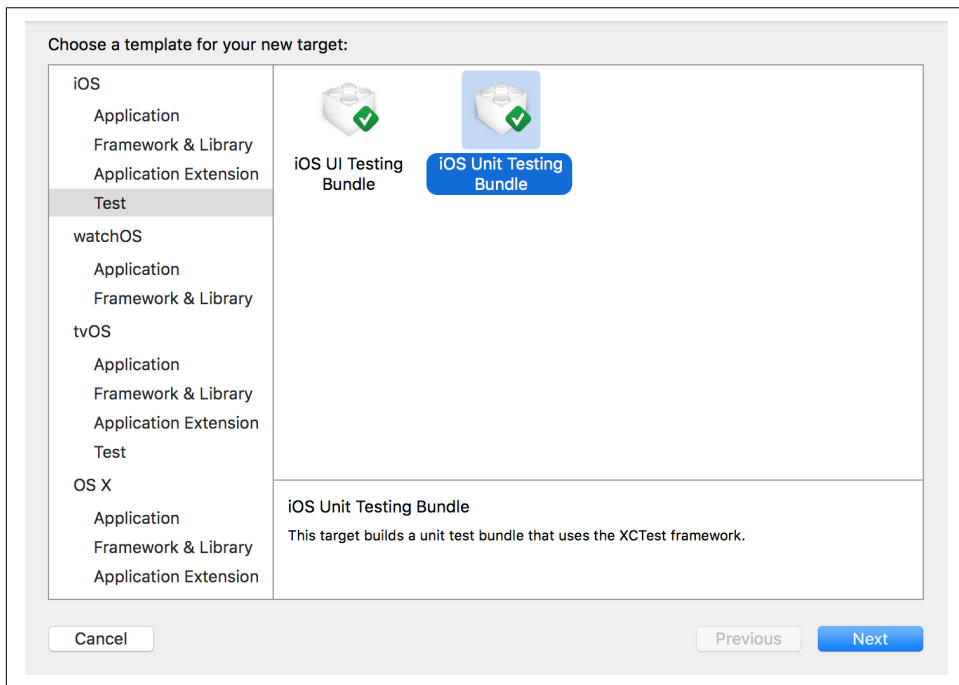 Choose a template for your new target:
iOS
Application
Framework & Library
Application Extension
Test
watchOS
Application
Framework & Library
tvOS
Application
Framework & Library
Application Extension
Test
OS X
Application
Framework & Library
Application Extension
iOS UI Testing
Bundle
iOS Unit Testing
Bundle
iOS Unit Testing Bundle
This target builds a unit test bundle that uses the XCTest framework.
Cancel
Previous
Next